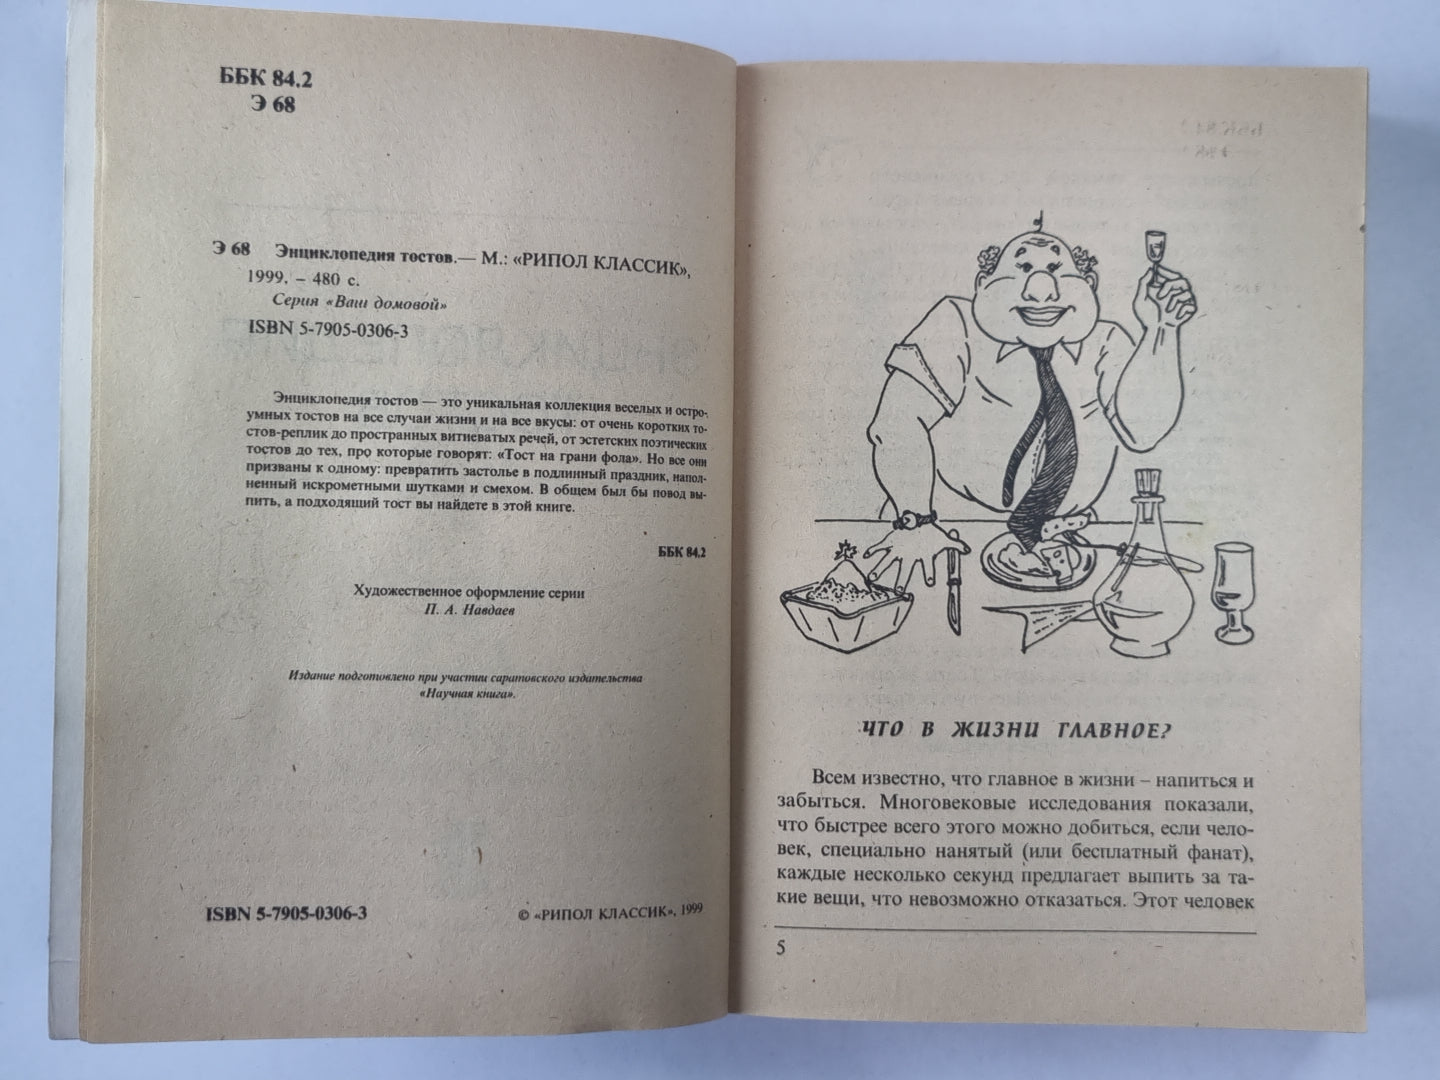 ББК 84.2
Э 68
Э 68 Энциклопедия тостов.— М.: «РИПОЛ КЛАССИК»,
1999. – 480 с.
Серия «Ваш домовой»
ISBN 5-7905-0306-3
Энциклопедия тостов — это уникальная коллекция веселых и остро-
умных тостов на все случаи жизни и на все вкусы: от очень коротких то-
стов-реплик до пространных витиеватых речей, от эстетских поэтических
тостов до тех, про которые говорят: «Тост на грани фола». Но все они
призваны к одному: превратить застолье в подлинный праздник, напол-
ненный искрометными шутками и смехом. В общем был бы повод вы-
пить, а подходящий тост вы найдете в этой книге.
ББК 84.2
Художественное оформление серии
П. А. Навдаев
Издание подготовлено при участии саратовского издательства
«Научная книга».
ISBN 5-7905-0306-3
© «РИПОЛ КЛАССИК», 1999
ЧТО В ЖИЗНИ ГЛАВНОЕ?
Всем известно, что главное в жизни – напиться и
забыться. Многовековые исследования показали,
что быстрее всего этого можно добиться, если чело-
век, специально нанятый (или бесплатный фанат),
каждые несколько секунд предлагает выпить за та-
кие вещи, что невозможно отказаться. Этот человек
5